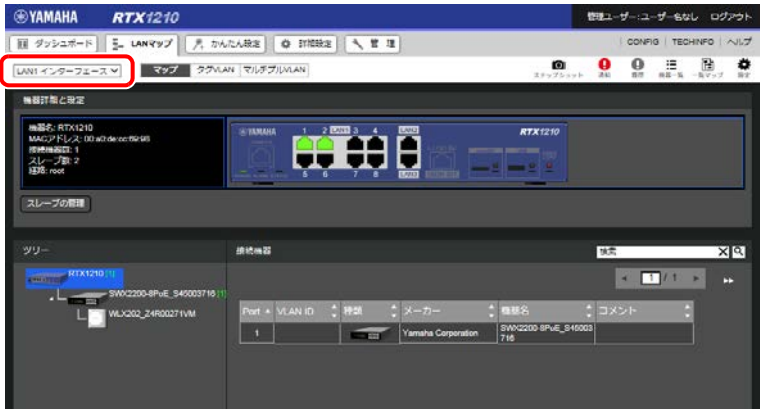 YAMAHA RTX1210 管理ユーザー:ユーザー名なし ログアウト
ダッシュボード LANマップ かんたん設定 詳細設定 管理 CONFIG TECHINFO ヘルプ
LAN1 インターフェース マップ タグVLAN マルチプルVLAN
スナップショット 通知 履歴 機器一覧 一覧マップ 設定
機器詳細と設定
機種名: RTX1210
接続機器数: 1
スレーブ数: 2
経路: root
YAMAHA 1 2 LAN1 3 4 LAN2 RTX1210
5 6 7 8 LAN3
スレーブの管理
ツリー 接続機器 検索
RTX1210 [1]
SWX2200-8PoE_S45003716 [1]
WLX202_Z4R00271VM
1 / 1
Port VLAN ID 種類 メーカー 機器名 コメント
1 Yamaha Corporation SWX2200-8PoE_S45003
716